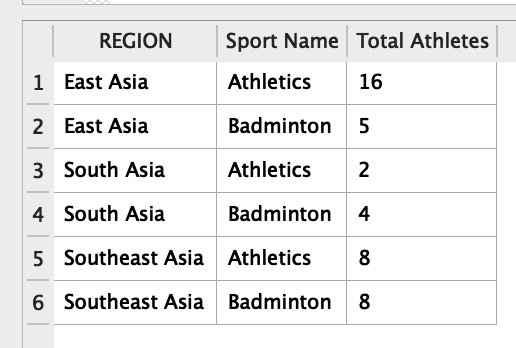 REGION Sport Name Total Athletes
1 East Asia Athletics 16
2 East Asia Badminton 5
3 South Asia Athletics 2
4 South Asia Badminton 4
5 Southeast Asia Athletics 8
6 Southeast Asia Badminton 8